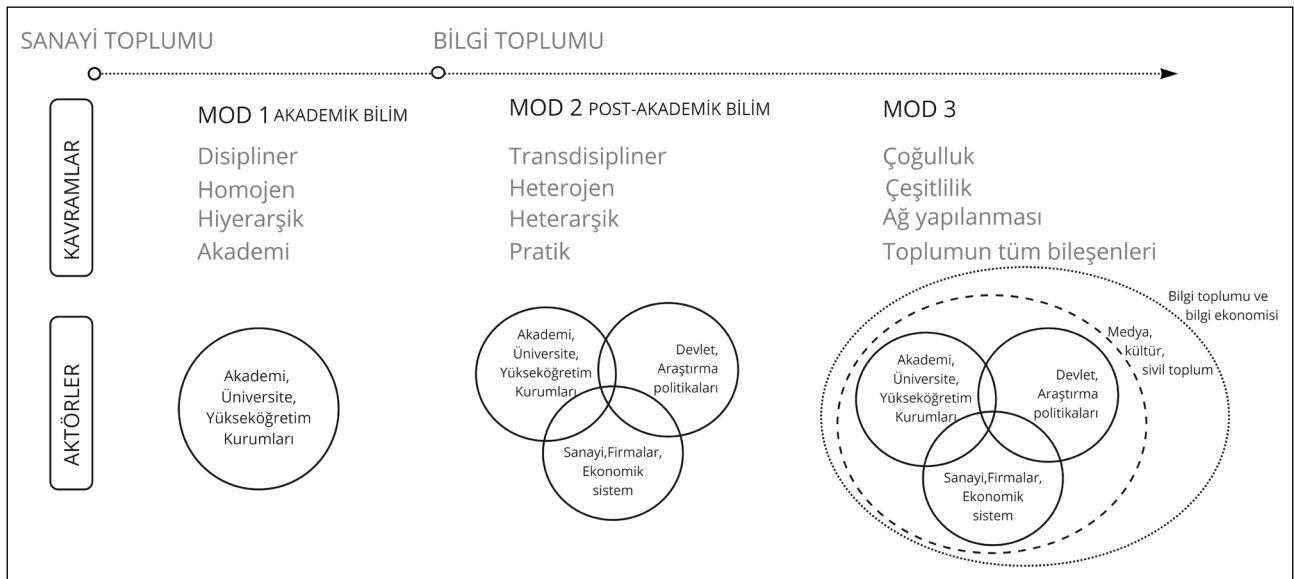 SANAYİ TOPLUMU
BİLGİ TOPLUMU
KAVRAMLAR
MOD 1 AKADEMİK BİLİM
Disipliner
Homojen
Hiyerarşik
Akademi
MOD 2 POST-AKADEMİK BİLİM
Transdisipliner
Heterojen
Heterarşik
Pratik
MOD 3
Çoğulluk
Çeşitlilik
Ağ yapılanması
Toplumun tüm bileşenleri
AKTÖRLER
Akademi,
Üniversite,
Yükseköğretim
Kurumları
Akademi,
Üniversite,
Yükseköğretim
Kurumları
Devlet,
Araştırma
politikaları
Sanayi,Firmalar,
Ekonomik
sistem
Akademi,
Üniversite,
Yükseköğretim
Kurumları
Devlet,
Araştırma
politikaları
Sanayi,Firmalar,
Ekonomik
sistem
Medya,
kültür,
sivil toplum
Bilgi toplumu ve
bilgi ekonomisi